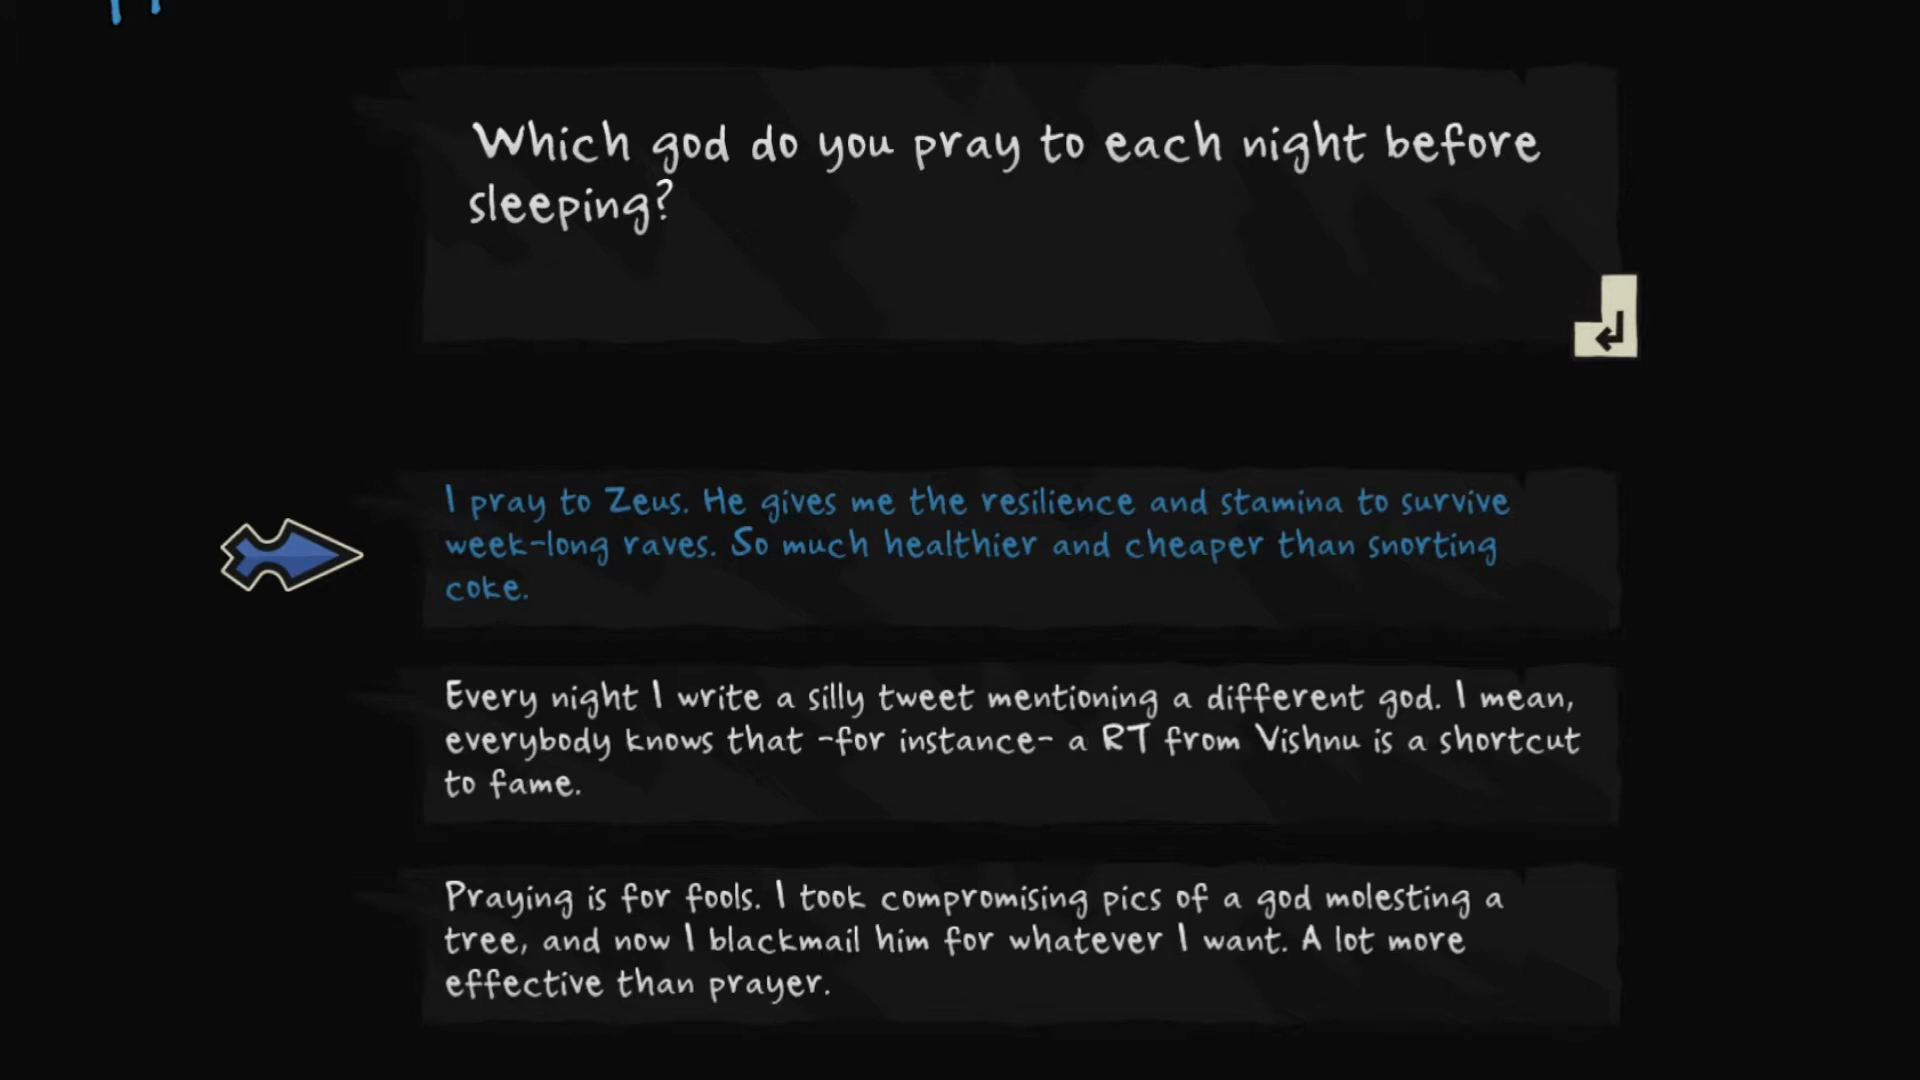 Which god do you pray to each night before
sleeping?
I pray to Zeus. He gives me the resilience and stamina to survive
week-long raves. So much healthier and cheaper than snorting
coke.
Every night I write a silly tweet mentioning a different god. I mean,
everybody knows that -for instance- a RT from Vishnu is a shortcut
to fame.
Praying is for fools. I took compromising pics of a god molesting a
tree, and now I blackmail him for whatever I want. A lot more
effective than prayer.